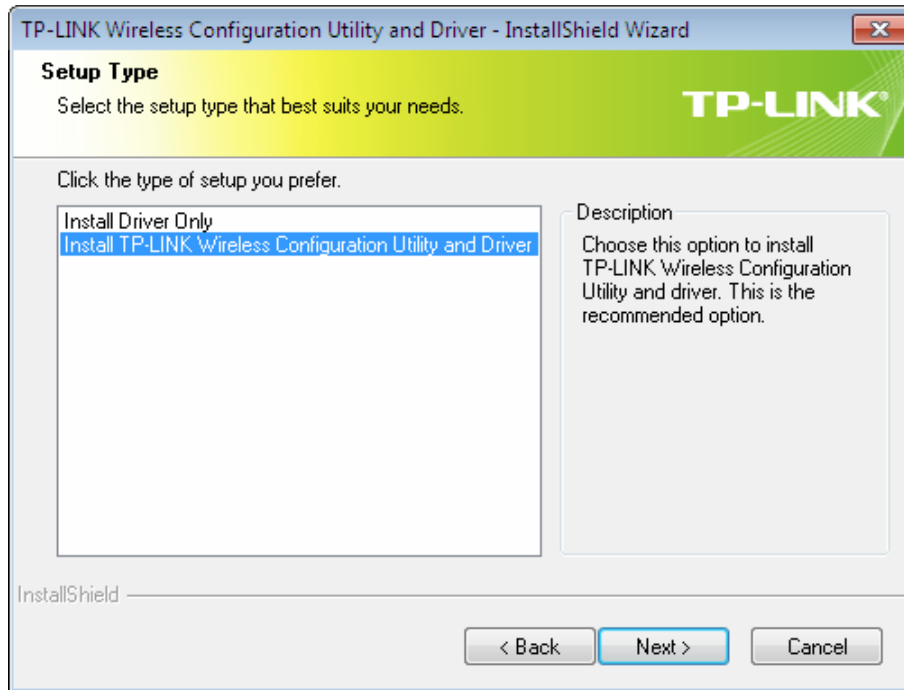 TP-LINK Wireless Configuration Utility and Driver - InstallShield Wizard
Setup Type
Select the setup type that best suits your needs.
TP-LINK®
Click the type of setup you prefer.
Install Driver Only
Install TP-LINK Wireless Configuration Utility and Driver
Description
Choose this option to install
TP-LINK Wireless Configuration
Utility and driver. This is the
recommended option.
InstallShield
< Back Next > Cancel